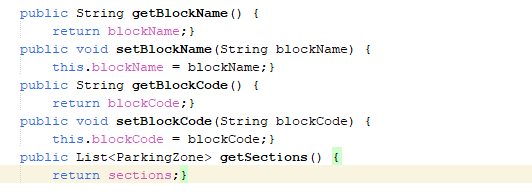 public String getBlockName() {
return blockName;}
public void setBlockName(String blockName) {
this.blockName = blockName;}
public String getBlockCode() {
return blockCode;}
public void setBlockCode(String blockCode) {
this.blockCode = blockCode;}
public List<ParkingZone> getSections() {
return sections;}